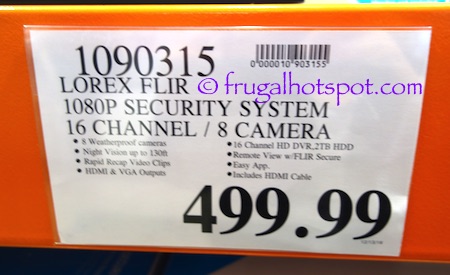 1090315
0000010 903155
© frugalhotspot.com
LOREX FLIR
1080P SECURITY SYSTEM
16 CHANNEL / 8 CAMERA
• 8 Weatherproof cameras
• Night Vision up to 130ft
• Rapid Recap Video Clips
• HDMI & VGA Outputs
• 16 Channel HD DVR,2TB HDD
• Remote View w/FLIR Secure
• Easy App.
• Includes HDMI Cable
499.99